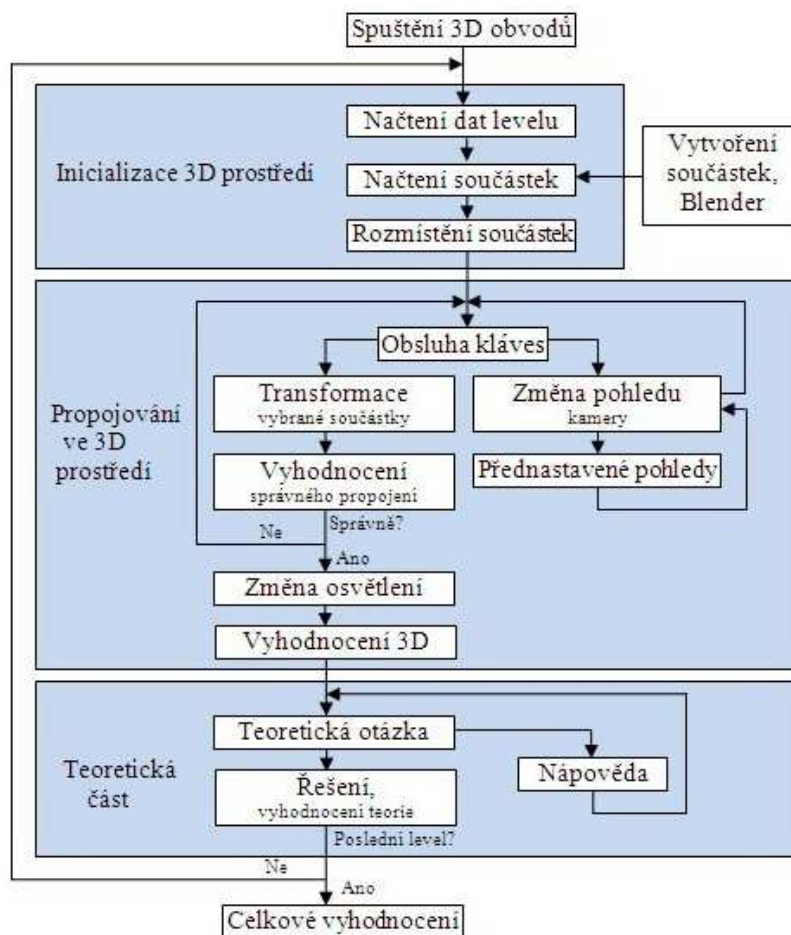 Spuštění 3D obvodů
Inicializace 3D prostředí
Načtení dat levelu
Načtení součástek
Rozmístění součástek
Vytvoření
součástek,
Blender
Propojování
ve 3D
prostředí
Obsluha kláves
Transformace
vybrané součástky
Změna pohledu
kamery
Vyhodnocení
správného propojení
Přednastavené pohledy
Správně?
Ne
Ano
Změna osvětlení
Vyhodnocení 3D
Teoretická
část
Teoretická otázka
Nápověda
Řešení,
vyhodnocení teorie
Poslední level?
Ne
Ano
Celkové vyhodnocení